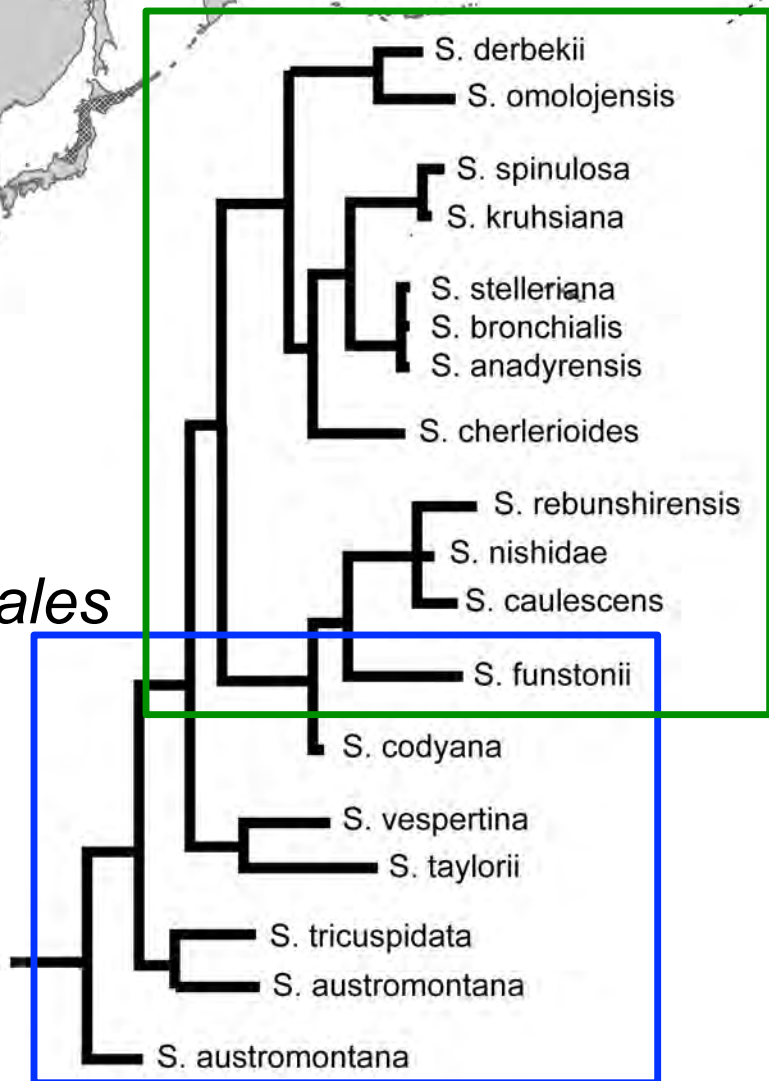 S. derbekii
S. omolojensis
S. spinulosa
S. kruhsiana
S. stelleriana
S. bronchialis
S. anadyrensis
S. cherlerioides
S. rebunshirensis
S. nishidae
ales
S. caulescens
S. funstonii
S. codyana
S. vespertina
S. taylorii
S. tricuspidata
S. austromontana
S. austromontana